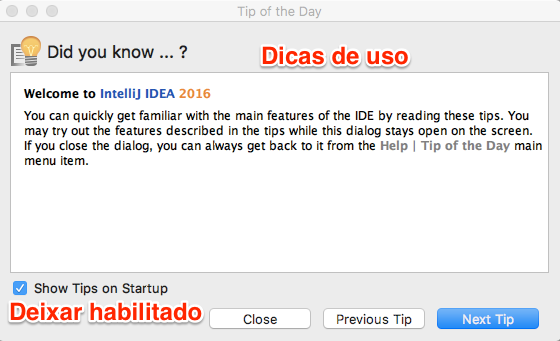 Tip of the Day
Did you know ... ?
Dicas de uso
Welcome to IntelliJ IDEA 2016
You can quickly get familiar with the main features of the IDE by reading these tips. You
may try out the features described in the tips while this dialog stays open on the screen.
If you close the dialog, you can always get back to it from the Help | Tip of the Day main
menu item.
Show Tips on Startup
Deixar habilitado
Close
Previous Tip
Next Tip